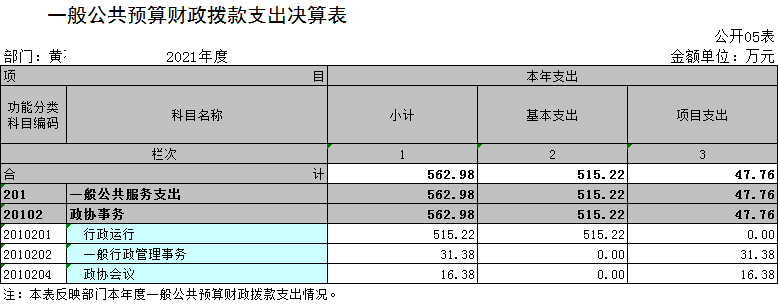 一般公共预算财政拨款支出决算表
公开05表
部门：黄 2021年度 金额单位：万元
项 目 本年支出
功能分类科目编码 科目名称 小计 基本支出 项目支出
栏次 1 2 3
合 计 562.98 515.22 47.76
201 一般公共服务支出 562.98 515.22 47.76
20102 政协事务 562.98 515.22 47.76
2010201 行政运行 515.22 515.22 0.00
2010202 一般行政管理事务 31.38 0.00 31.38
2010204 政协会议 16.38 0.00 16.38
注：本表反映部门本年度一般公共预算财政拨款支出情况。